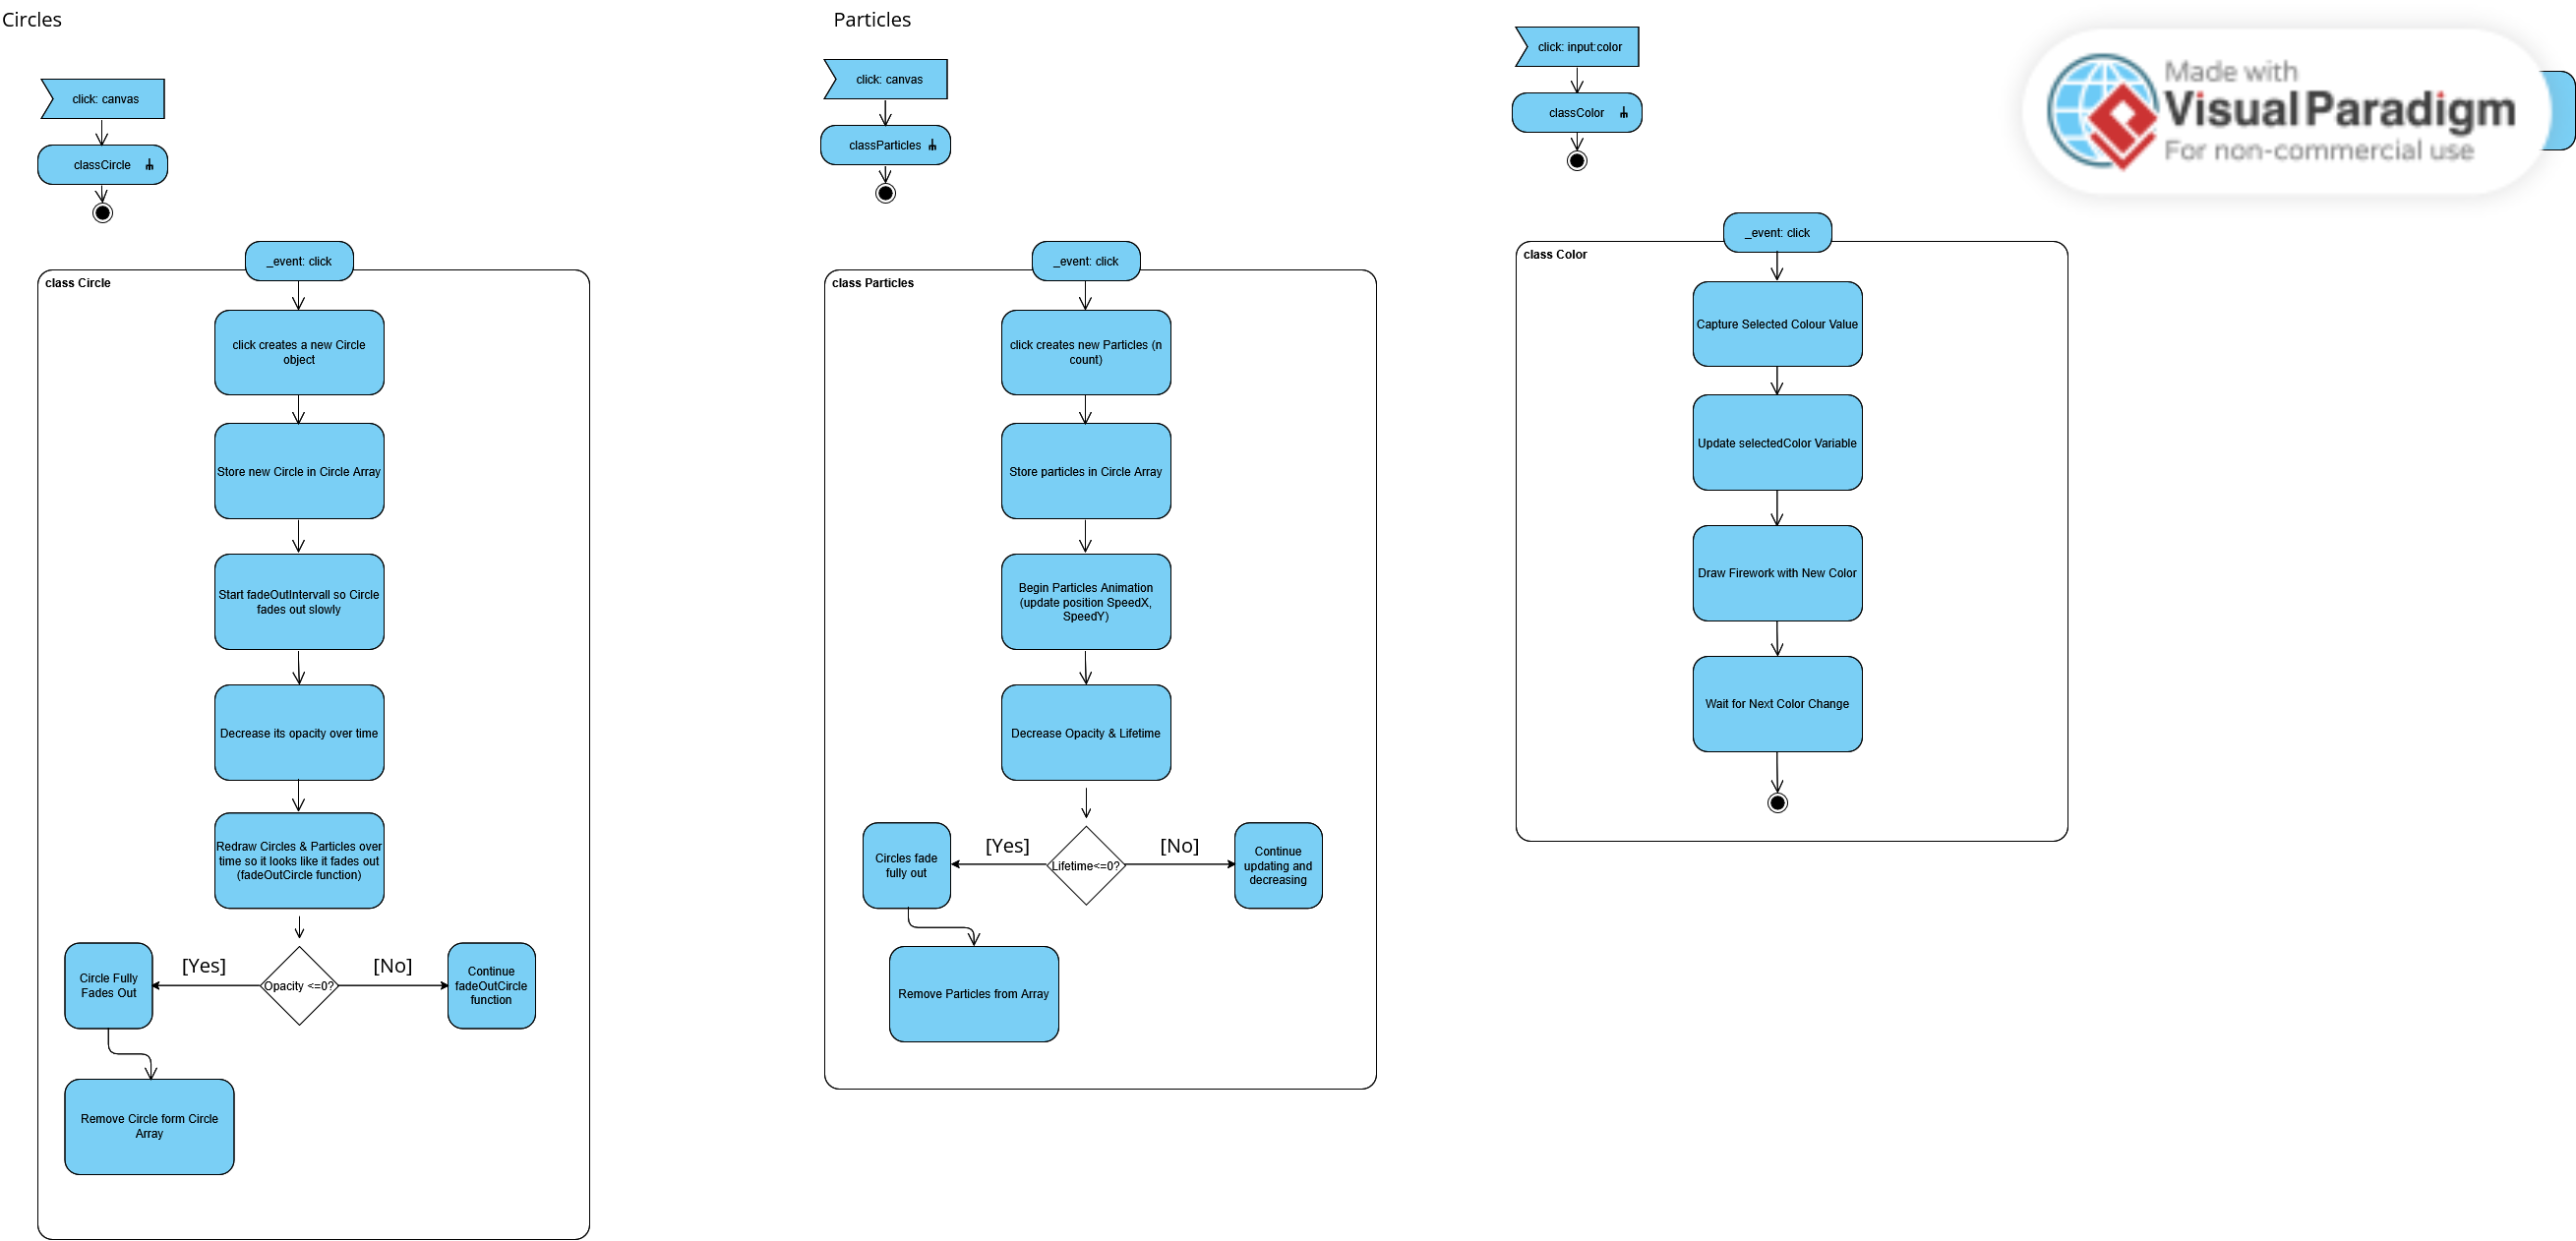 Circles
click: canvas
classCircle
_event: click
class Circle
click creates a new Circle
object
Store new Circle in Circle Array
Start fadeOutIntervall so Circle
fades out slowly
Decrease its opacity over time
Redraw Circles & Particles over
time so it looks like it fades out
(fadeOutCircle function)
[Yes]
[No]
Circle Fully
Fades Out
Opacity <=0?
Continue
fadeOutCircle
function
Remove Circle form Circle
Array
Particles
click: canvas
classParticles
_event: click
class Particles
click creates new Particles (n
count)
Store particles in Circle Array
Begin Particles Animation
(update position SpeedX,
SpeedY)
Decrease Opacity & Lifetime
[Yes]
[No]
Circles fade
fully out
Lifetime<=0?
Continue
updating and
decreasing
Remove Particles from Array
click: input:color
classColor
_event: click
class Color
Capture Selected Colour Value
Update selectedColor Variable
Draw Firework with New Color
Wait for Next Color Change
Made with
Visual Paradigm
For non-commercial use